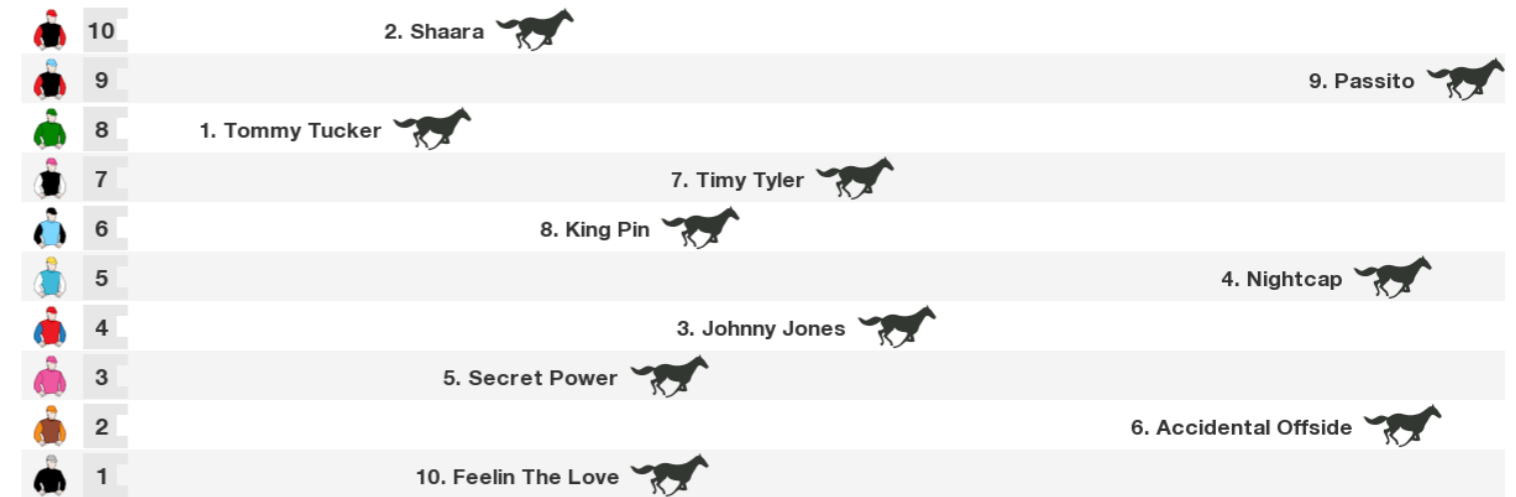 10 2. Shaara
9 9. Passito
8 1. Tommy Tucker
7 7. Timy Tyler
6 8. King Pin
5 4. Nightcap
4 3. Johnny Jones
3 5. Secret Power
2 6. Accidental Offside
1 10. Feelin The Love